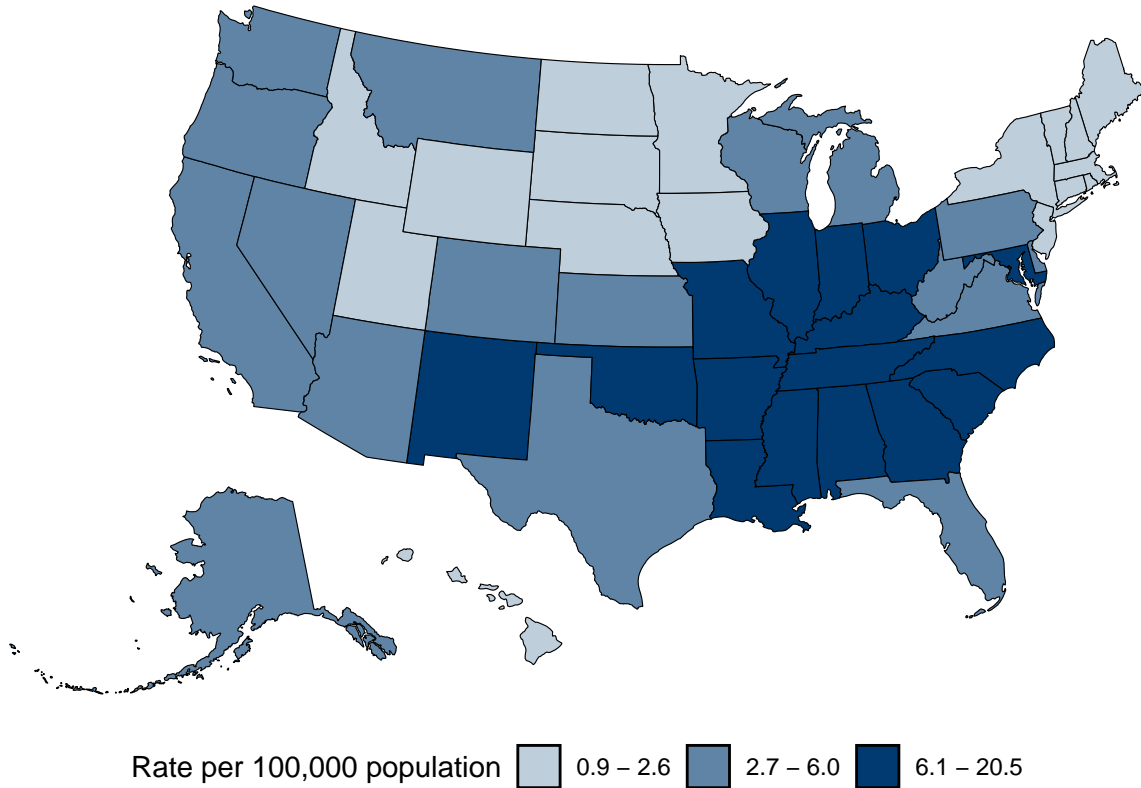 Rate per 100,000 population 0.9 – 2.6 2.7 – 6.0 6.1 – 20.5